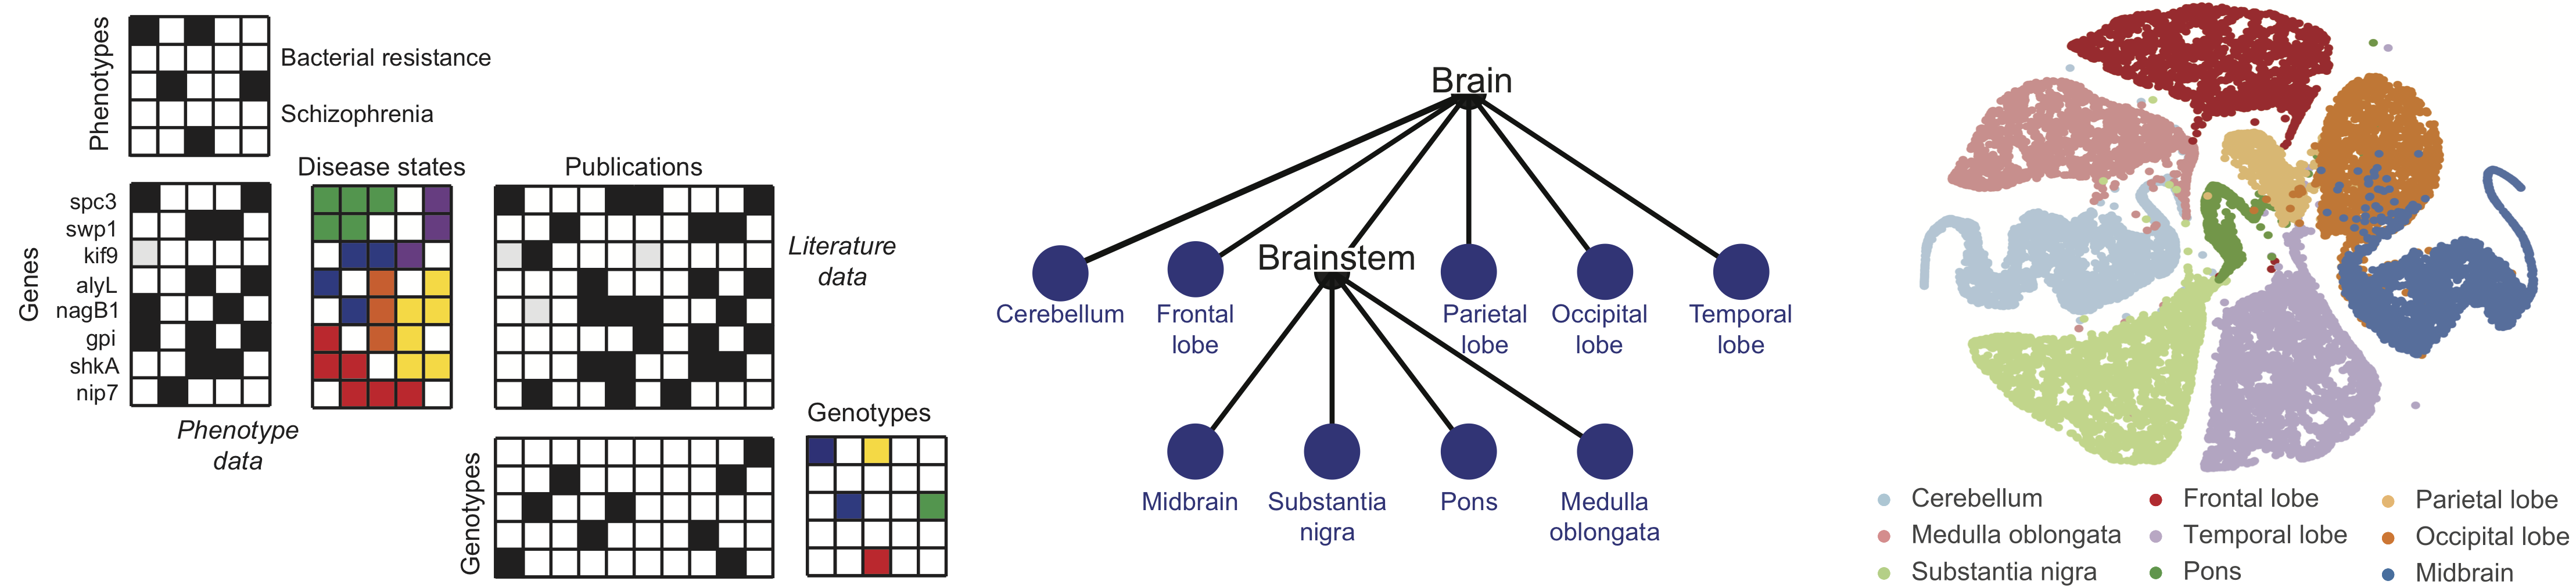 Phenotypes
Bacterial resistance
Schizophrenia
Genes
spc3
swp1
kif9
alyL
nagB1
gpi
shkA
nip7
Phenotype
data
Disease states
Publications
Literature
data
Genotypes
Genotypes
Brain
Brainstem
Cerebellum
Frontal
lobe
Parietal
lobe
Occipital
lobe
Temporal
lobe
Midbrain
Substantia
nigra
Pons
Medulla
oblongata
Cerebellum
Medulla oblongata
Substantia nigra
Frontal lobe
Temporal lobe
Pons
Parietal lobe
Occipital lobe
Midbrain